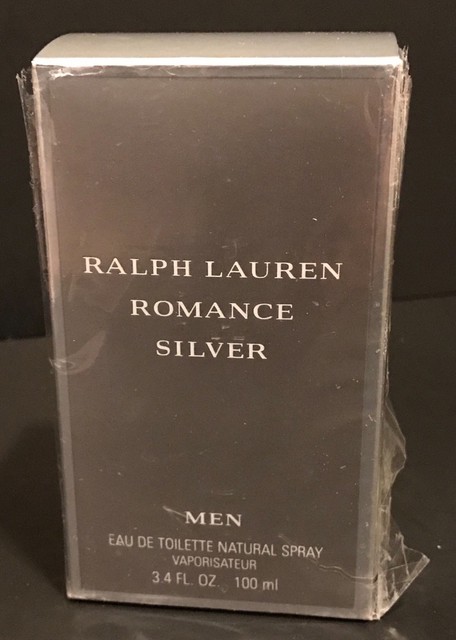 RALPH LAUREN
ROMANCE
SILVER
MEN
EAU DE TOILETTE NATURAL SPRAY
VAPORISATEUR
3.4 FL. OZ. 100 ml